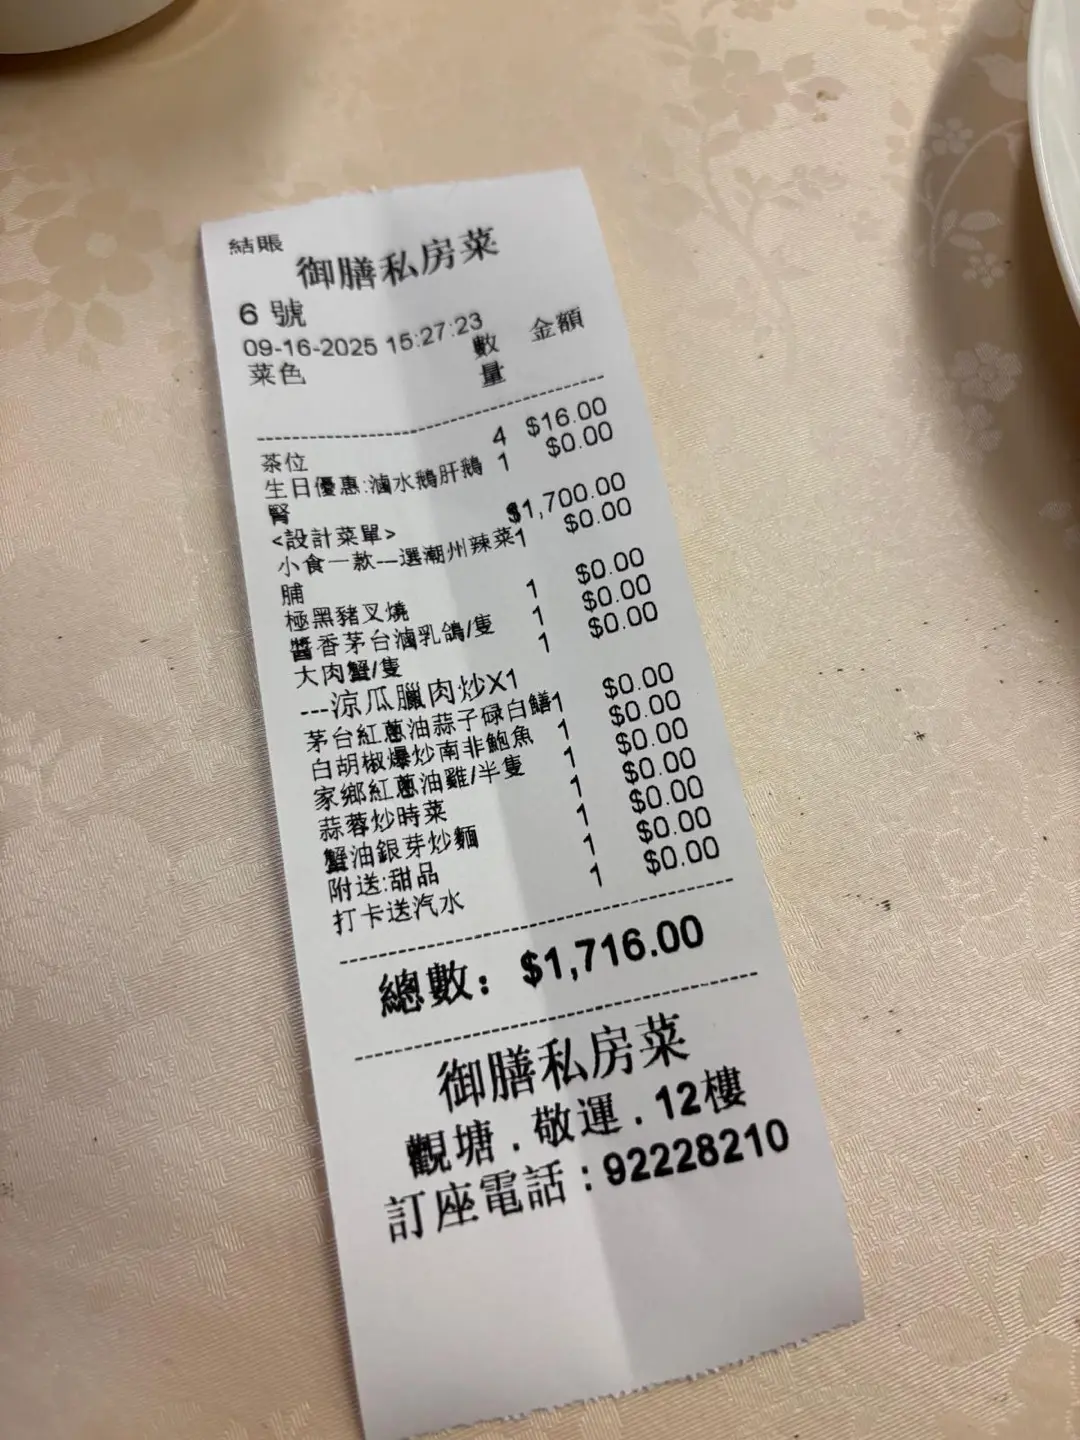 結賬
御膳私房菜
6 號
09-16-2025 15:27:23
菜色 數量 金額
茶位 4 $16.00
生日優惠:滷水鵝肝鵝腎 1 $0.00
<設計菜單> $1,700.00
小食一款---選潮州辣菜脯 1 $0.00
極黑豬叉燒 1 $0.00
醬香茅台滷乳鴿/隻 1 $0.00
大肉蟹/隻 1 $0.00
---涼瓜臘肉炒X1
茅台紅蔥油蒜子碌白鱔 1 $0.00
白胡椒爆炒南非鮑魚 1 $0.00
家鄉紅蔥油雞/半隻 1 $0.00
蒜蓉炒時菜 1 $0.00
蟹油銀芽炒麵 1 $0.00
附送:甜品 1 $0.00
打卡送汽水 1 $0.00
總數: $1,716.00
御膳私房菜
觀塘．敬運．12樓
訂座電話：92228210